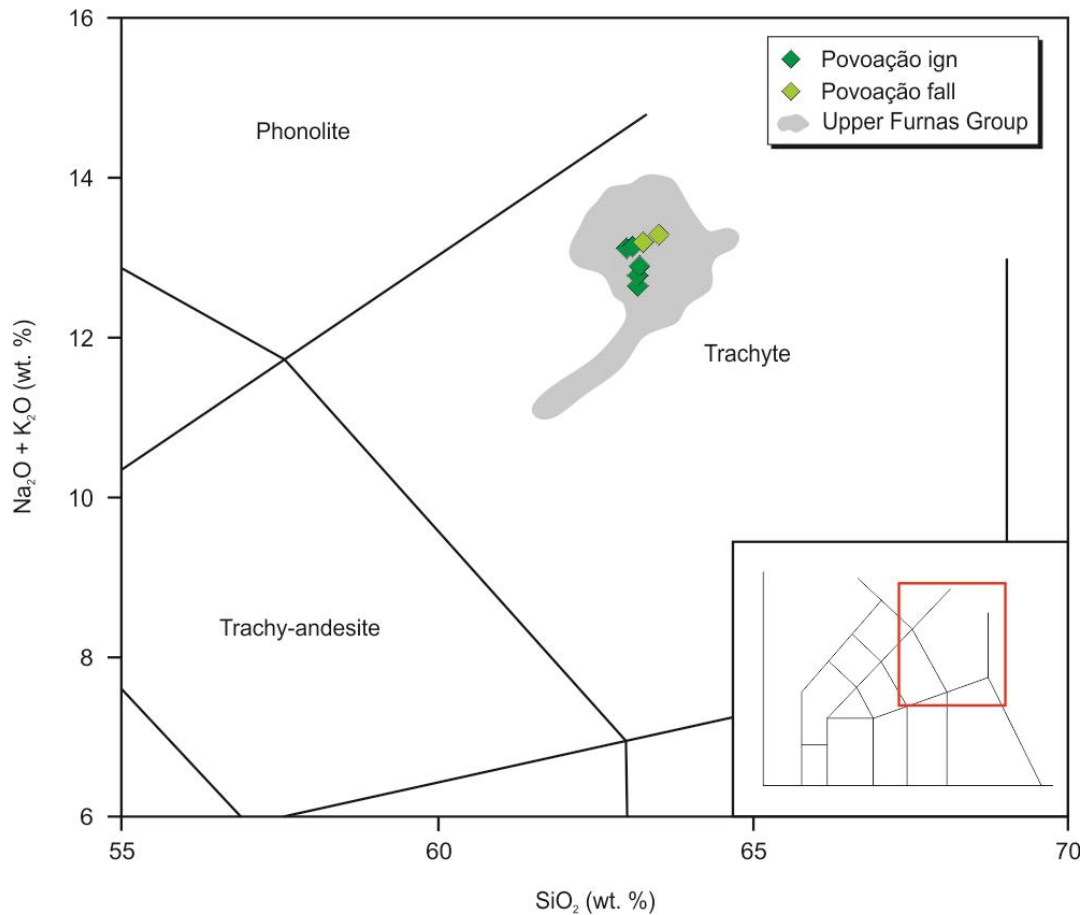 16
14
12
10
8
6
Na₂O + K₂O (wt. %)
Phonolite
Povoação ign
Povoação fall
Upper Furnas Group
Trachyte
Trachy-andesite
55
60
65
70
SiO₂ (wt. %)